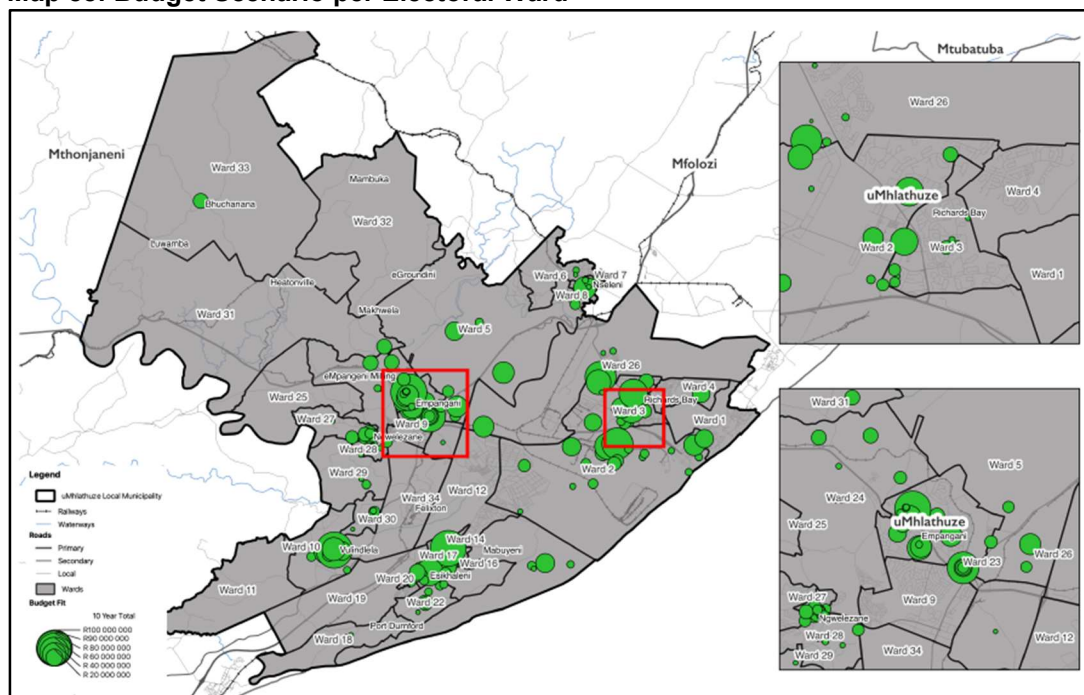 Map 68: Budget Scenario per Electoral Ward
Mtubatuba
Mthonjaneni
Mfolozi
Ward 33
Bhuchanana
Mambuka
Ward 32
Luwamba
eGroundini
Heatonville
Ward 6
Ward 7
Nseleni
Ward 8
Ward 31
Makhwela
Ward 5
eMpangeni Milling
Ward 26
Ward 25
Empangani
Ward 4
Richards Bay
Ward 3
Ward 27
Ward 9
Ward 1
Ngwelezane
Ward 28
Ward 2
Ward 29
Ward 34
Ward 12
Felixton
Ward 30
Ward 10
Vulindlela
Ward 14
Ward 17
Mabuyeni
Ward 16
Ward 20
Esikhaleni
Ward 11
Ward 19
Ward 22
Port Durnford
Ward 18
Legend
uMhlathuze Local Municipality
Railways
Waterways
Roads
Primary
Secondary
Local
Wards
Budget Fit
10 Year Total
R100 000 000
R90 000 000
R 80 000 000
R 60 000 000
R 40 000 000
R 20 000 000
Ward 26
Ward 4
uMhlathuze
Richards Bay
Ward 2
Ward 3
Ward 1
Ward 31
Ward 5
Ward 24
uMhlathuze
Empangani
Ward 25
Ward 23
Ward 26
Ward 27
Ward 9
Ngwelezane
Ward 28
Ward 12
Ward 29
Ward 34